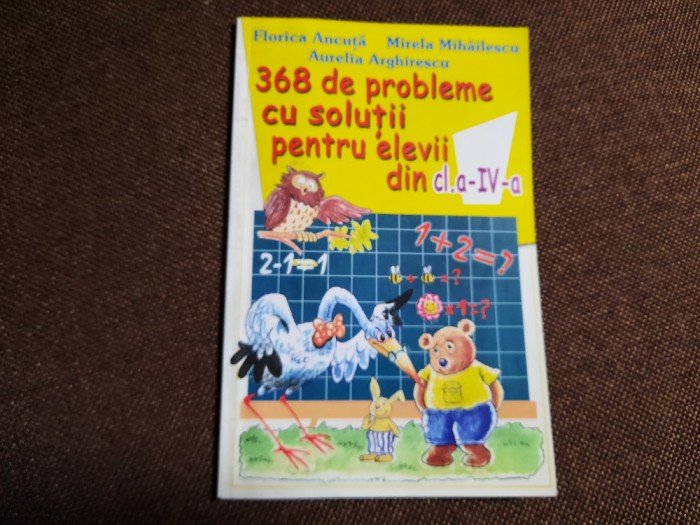 Florica Ancuță Mirela Mihăilescu
Aurelia Arghirescu
368 de probleme
cu soluții
pentru elevii
din cl.a-IV-a
1+2=?
2-1=1
+ = ?